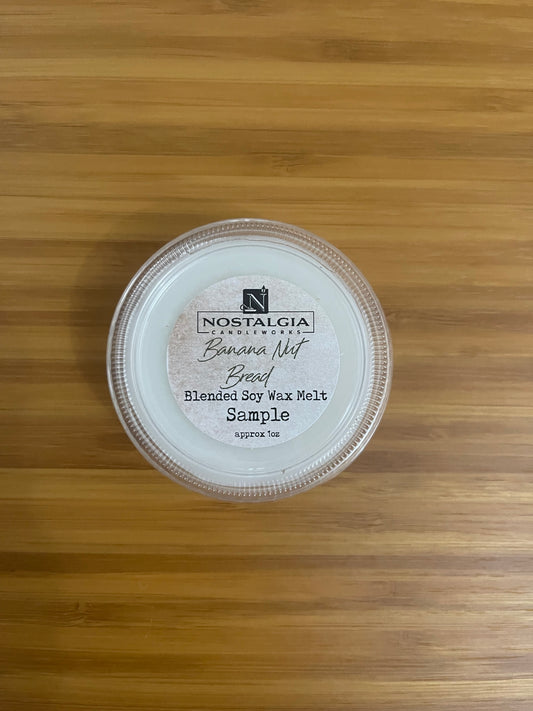 N
NOSTALGIA
CANDLEWORKS
Banana Nut
Bread
Blended Soy Wax Melt
Sample
approx 1oz